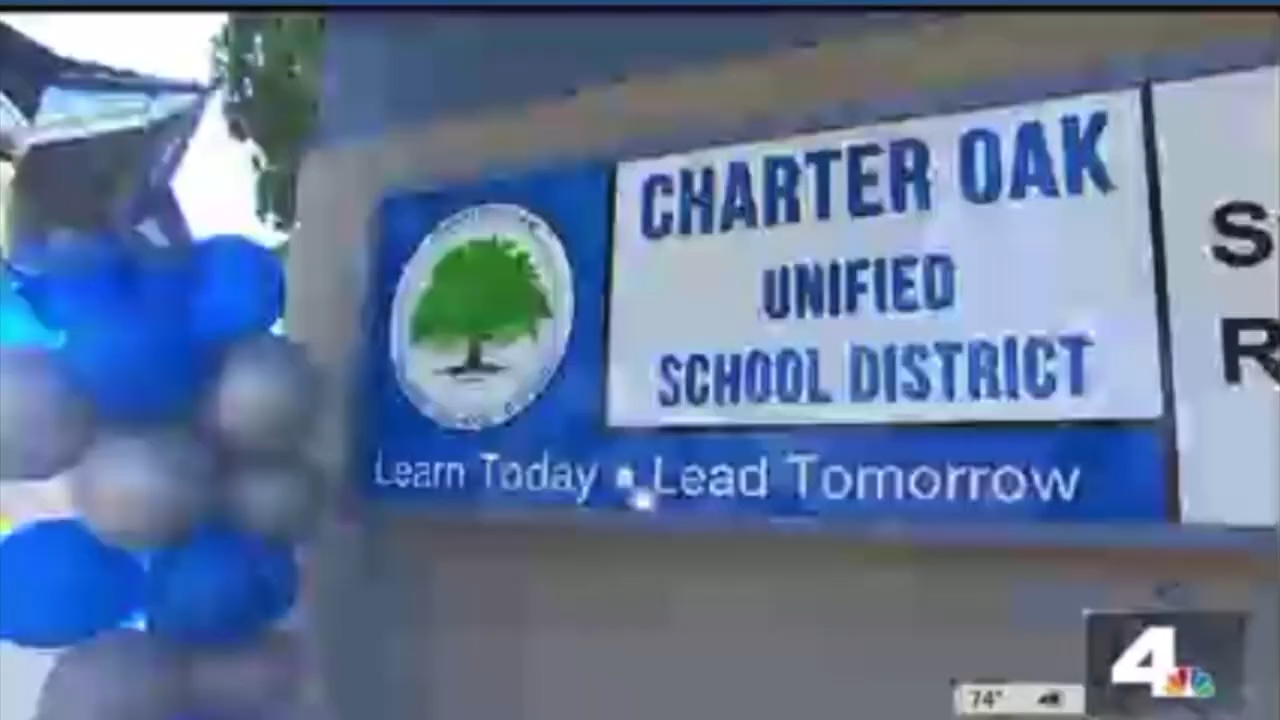 CHARTER OAK
UNIFIED
SCHOOL DISTRICT
Learn Today • Lead Tomorrow
S
R
4
74°